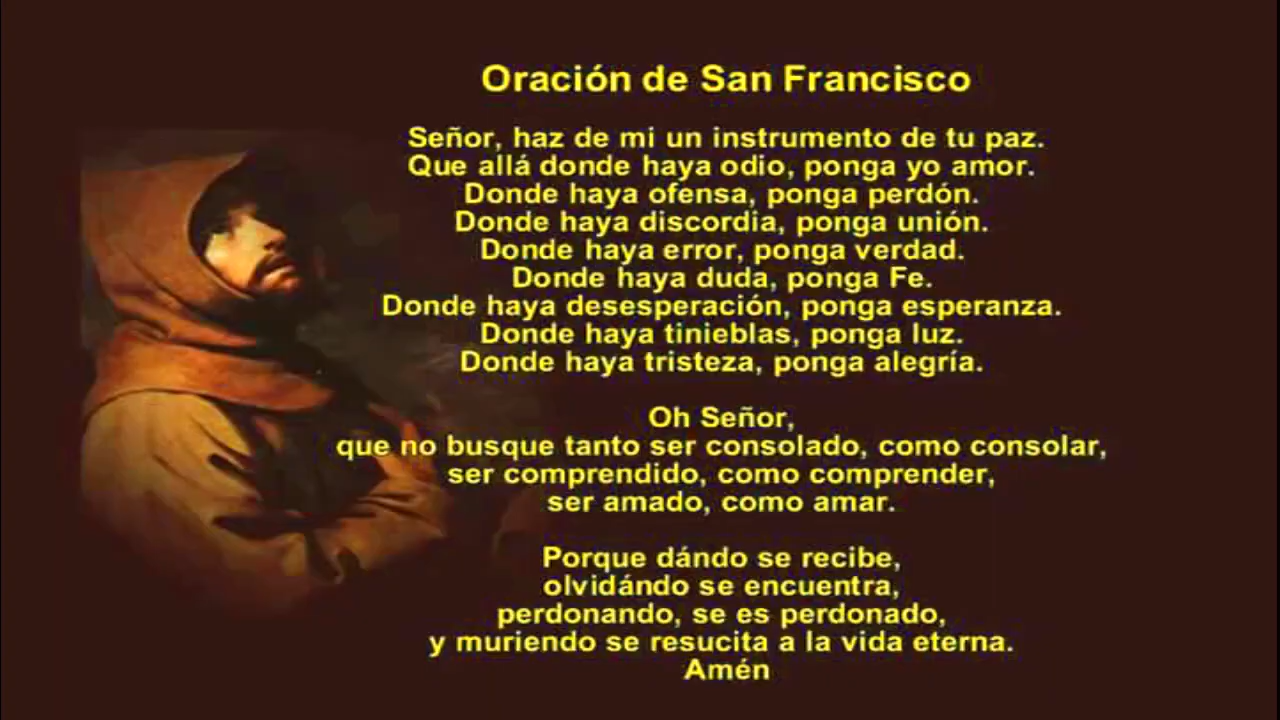 Oración de San Francisco
Señor, haz de mi un instrumento de tu paz.
Que allá donde haya odio, ponga yo amor.
Donde haya ofensa, ponga perdón.
Donde haya discordia, ponga unión.
Donde haya error, ponga verdad.
Donde haya duda, ponga Fe.
Donde haya desesperación, ponga esperanza.
Donde haya tinieblas, ponga luz.
Donde haya tristeza, ponga alegría.
Oh Señor,
que no busque tanto ser consolado, como consolar,
ser comprendido, como comprender,
ser amado, como amar.
Porque dándo se recibe,
olvidándo se encuentra,
perdonando, se es perdonado,
y muriendo se resucita a la vida eterna.
Amén